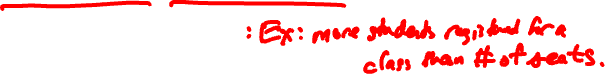 : Ex: more students registered for a
class than # of seats.